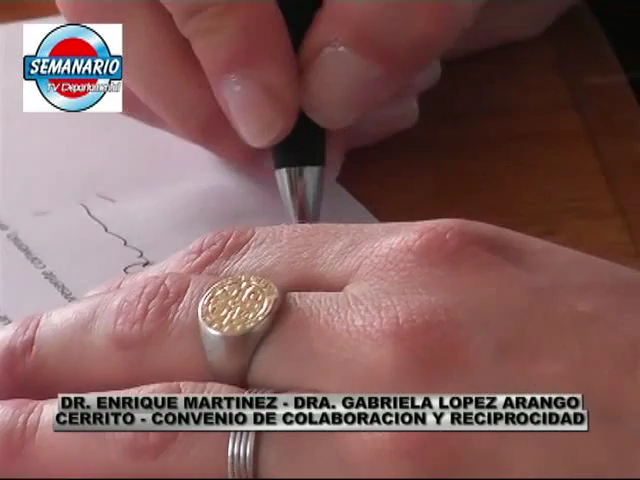 SEMANARIO
TV Departamental
DR. ENRIQUE MARTINEZ - DRA. GABRIELA LOPEZ ARANGO
CERRITO - CONVENIO DE COLABORACION Y RECIPROCIDAD